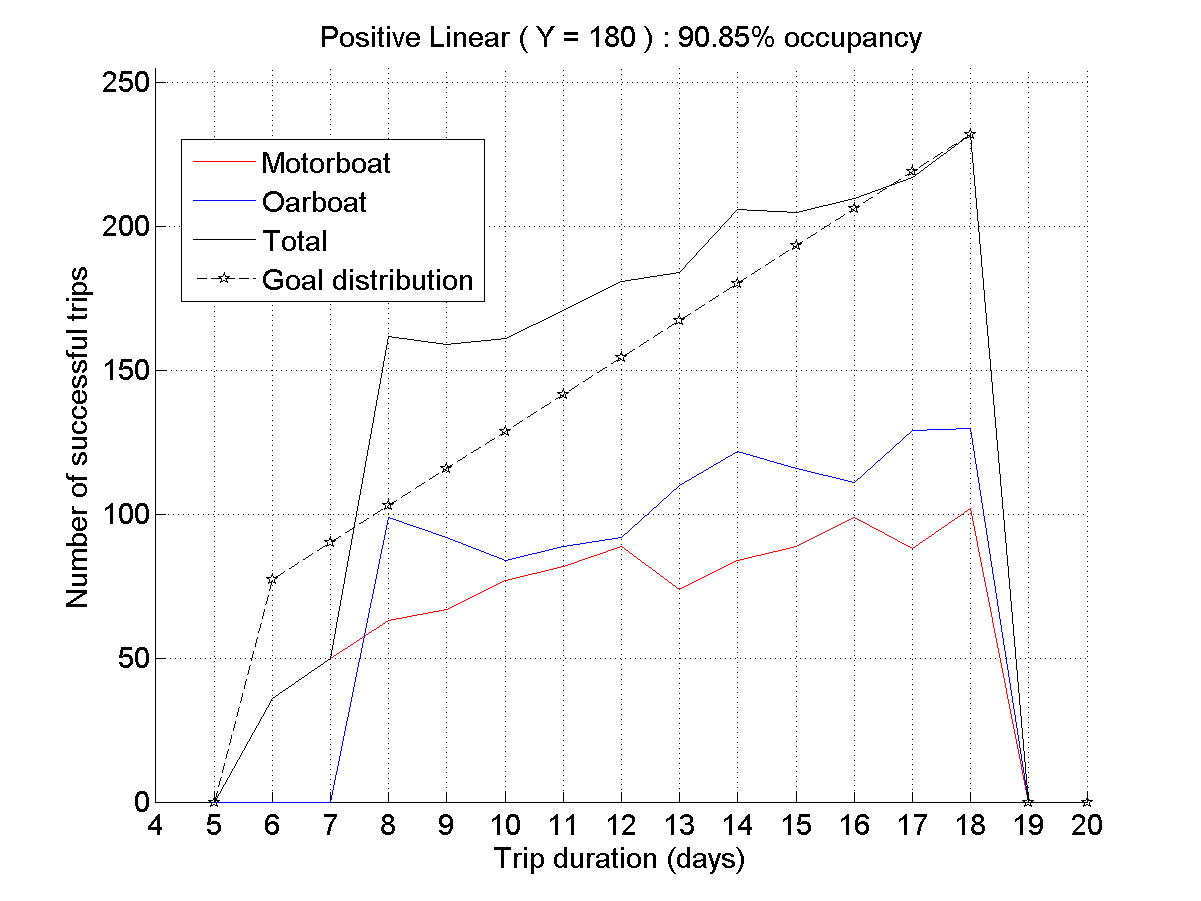 Positive Linear ( Y = 180 ) : 90.85% occupancy
250
200
150
100
50
0
Number of successful trips
Motorboat
Oarboat
Total
Goal distribution
4 5 6 7 8 9 10 11 12 13 14 15 16 17 18 19 20
Trip duration (days)